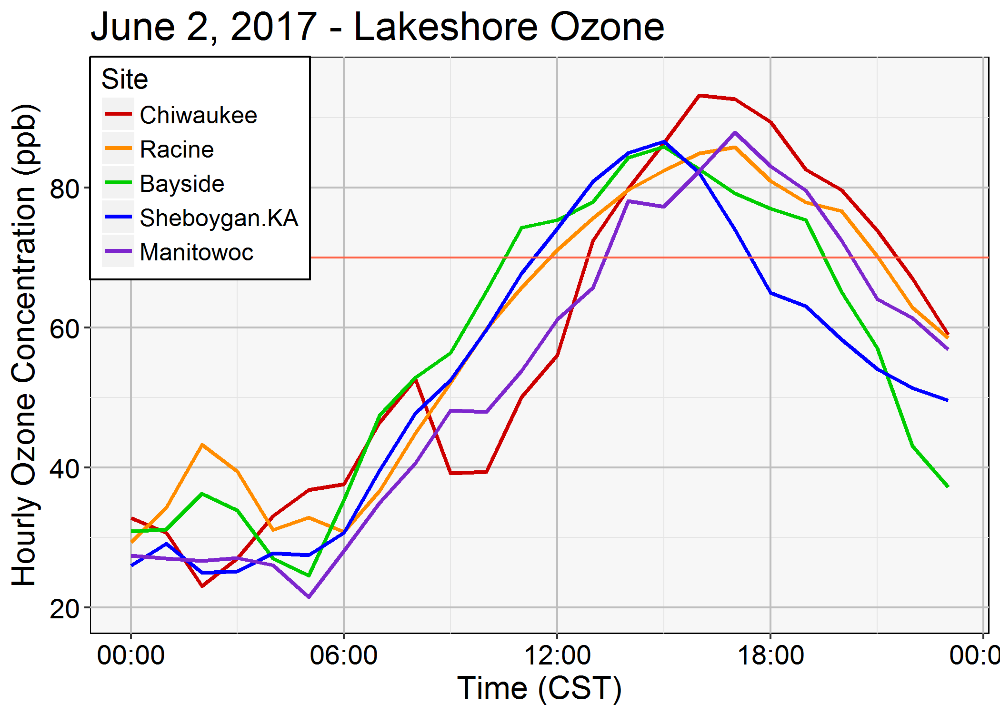 June 2, 2017 - Lakeshore Ozone
Site
Chiwaukee
Racine
Bayside
Sheboygan.KA
Manitowoc
Hourly Ozone Concentration (ppb)
80
60
40
20
00:00 06:00 12:00 18:00 00:0
Time (CST)